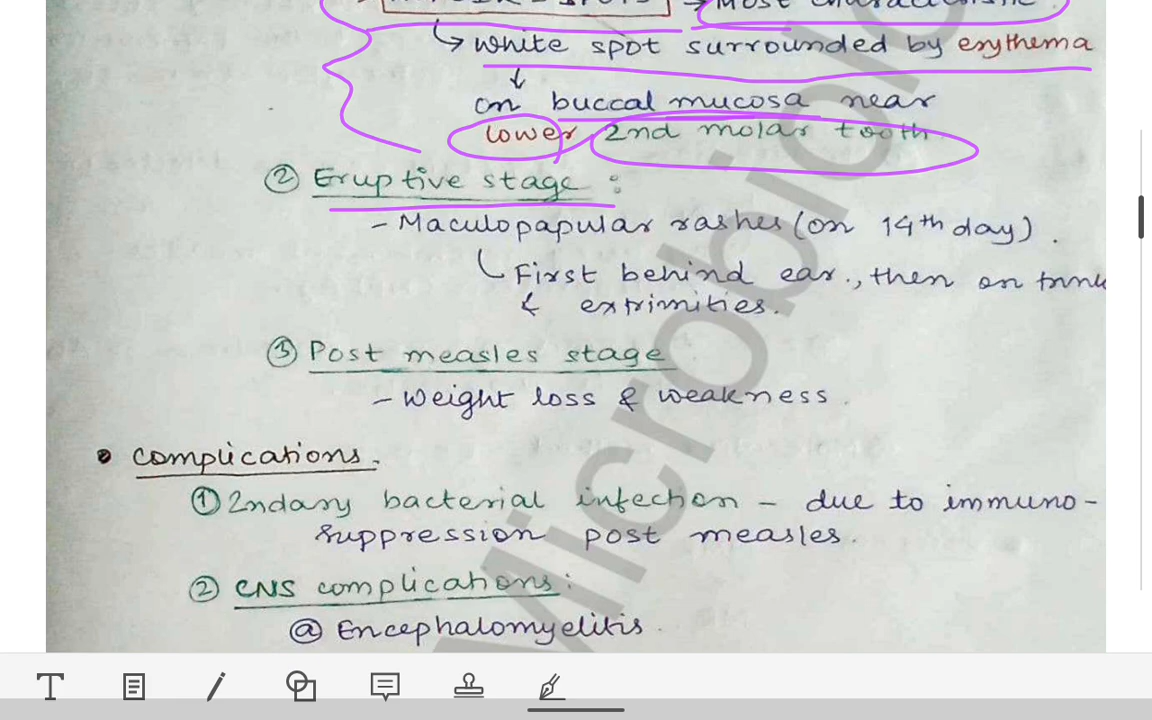 ↳ white spot surrounded by erythema
↓
on buccal mucosa near
lower 2nd molar tooth
② Eruptive stage :
- Maculopapular rashes (on 14th day).
First behind ear., then on trunk
& extrimities.
③ Post measles stage
- Weight loss & weakness.
• complications.
① 2ndary bacterial infection - due to immuno-
suppression post measles.
② CNS complications:
ⓐ Encephalomyelitis.
Microbiol
T